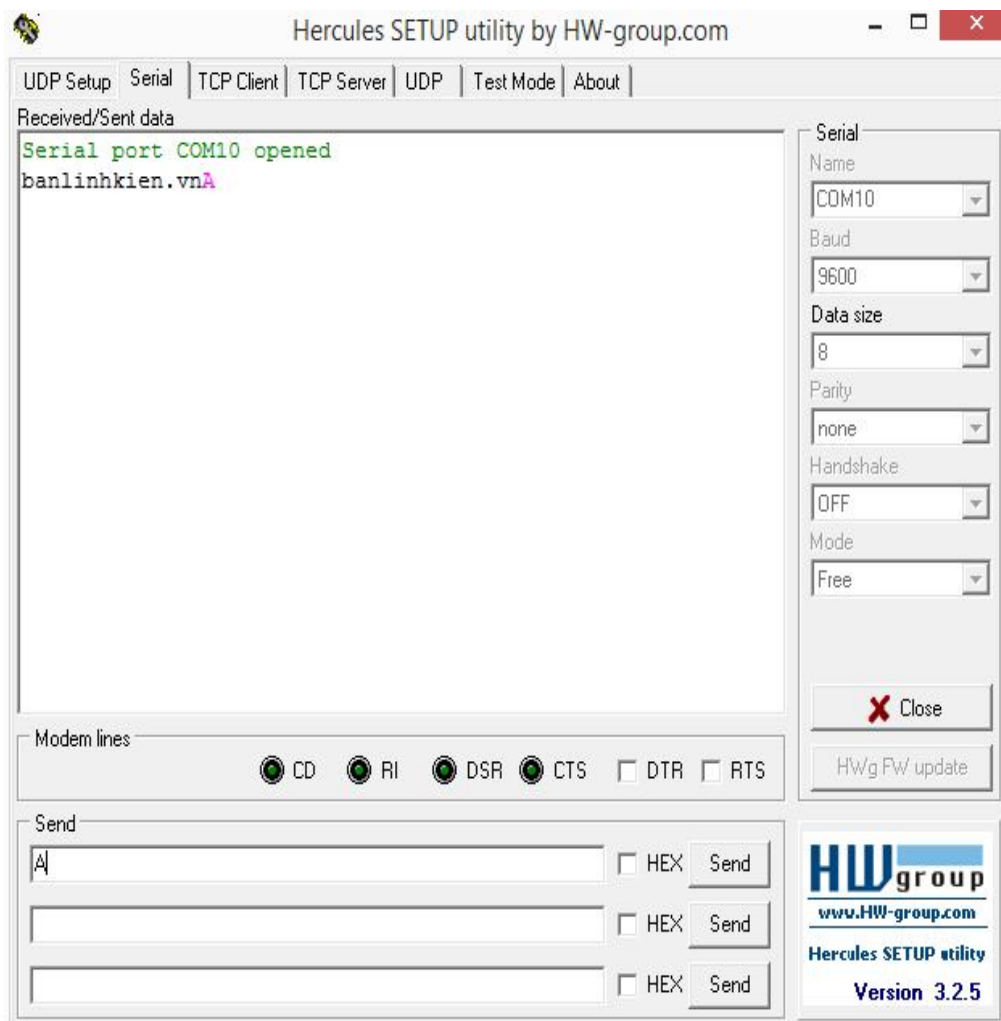 Hercules SETUP utility by HW-group.com
UDP Setup Serial TCP Client TCP Server UDP Test Mode About
Received/Sent data
Serial port COM10 opened
banlinhkien.vnA
Serial
Name
COM10
Baud
9600
Data size
8
Parity
none
Handshake
OFF
Mode
Free
Close
HWg FW update
Modem lines
CD RI DSR CTS DTR RTS
Send
A HEX Send
HEX Send
HEX Send
HW group
www.HW-group.com
Hercules SETUP utility
Version 3.2.5